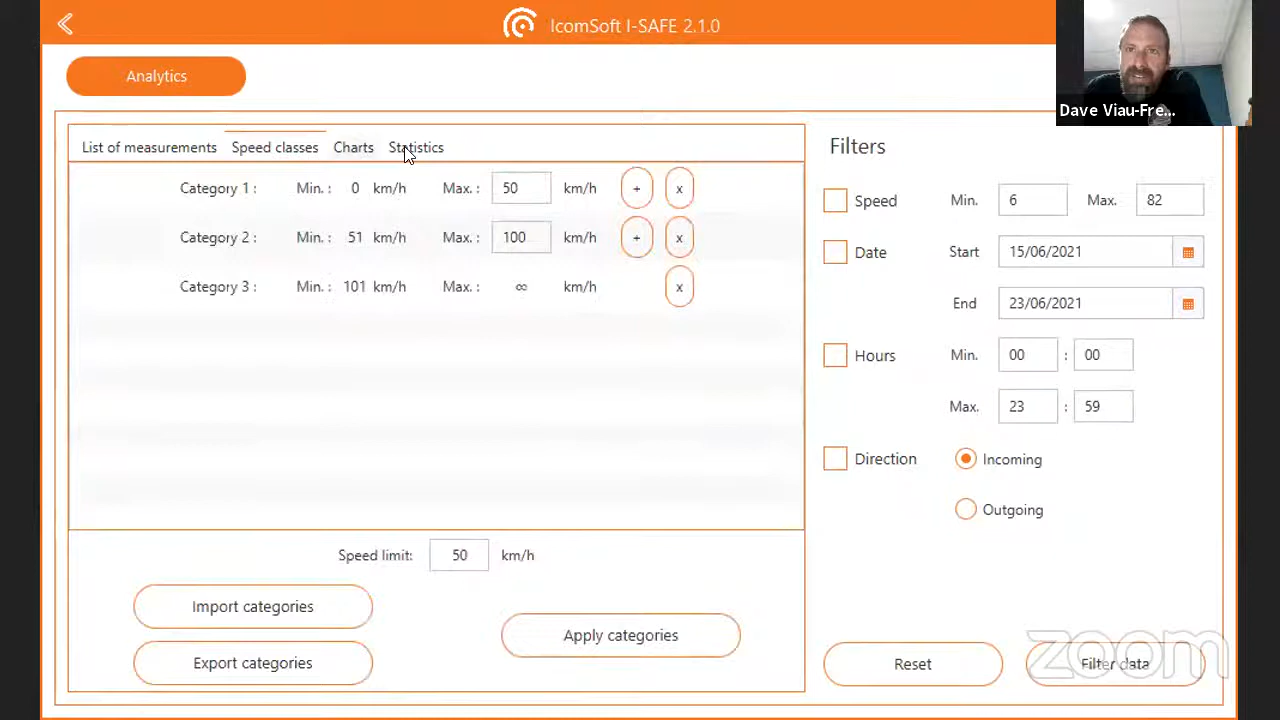 IcomSoft I-SAFE 2.1.0
Dave Viau-Fre...
Analytics
List of measurements Speed classes Charts Statistics
Category 1 : Min. : 0 km/h Max. : 50 km/h + x
Category 2 : Min. : 51 km/h Max. : 100 km/h + x
Category 3 : Min. : 101 km/h Max. : ∞ km/h x
Speed limit: 50 km/h
Import categories
Export categories
Apply categories
Filters
Speed Min. 6 Max. 82
Date Start 15/06/2021
End 23/06/2021
Hours Min. 00 : 00
Max. 23 : 59
Direction Incoming
Outgoing
Reset Filter data
zoom